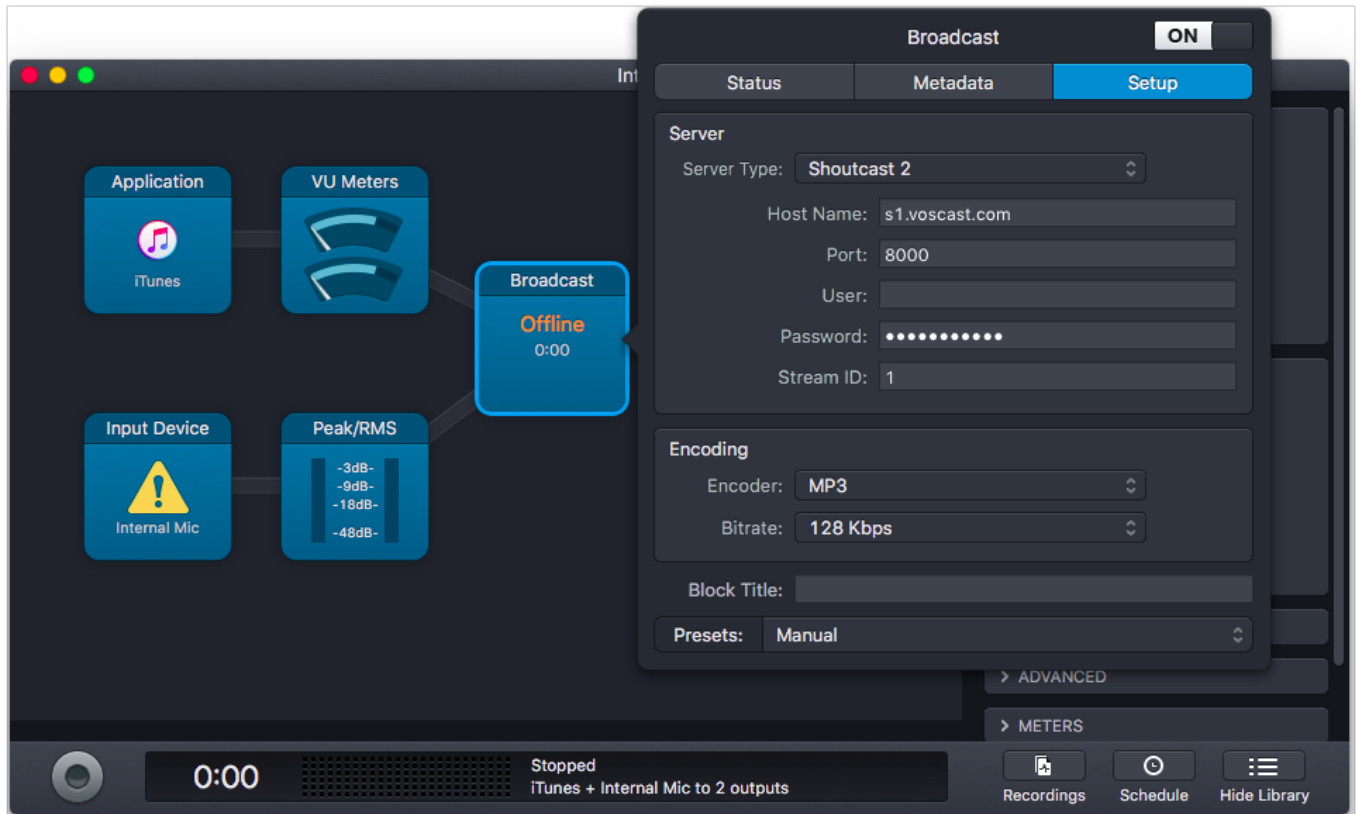 Broadcast
ON
Int
Status
Metadata
Setup
Server
Server Type: Shoutcast 2
Host Name: s1.voscast.com
Port: 8000
User:
Password: •••••••••••
Stream ID: 1
Encoding
Encoder: MP3
Bitrate: 128 Kbps
Block Title:
Presets: Manual
Application
iTunes
VU Meters
Broadcast
Offline
0:00
Input Device
Internal Mic
Peak/RMS
-3dB-
-9dB-
-18dB-
-48dB-
> ADVANCED
> METERS
0:00
Stopped
iTunes + Internal Mic to 2 outputs
Recordings
Schedule
Hide Library